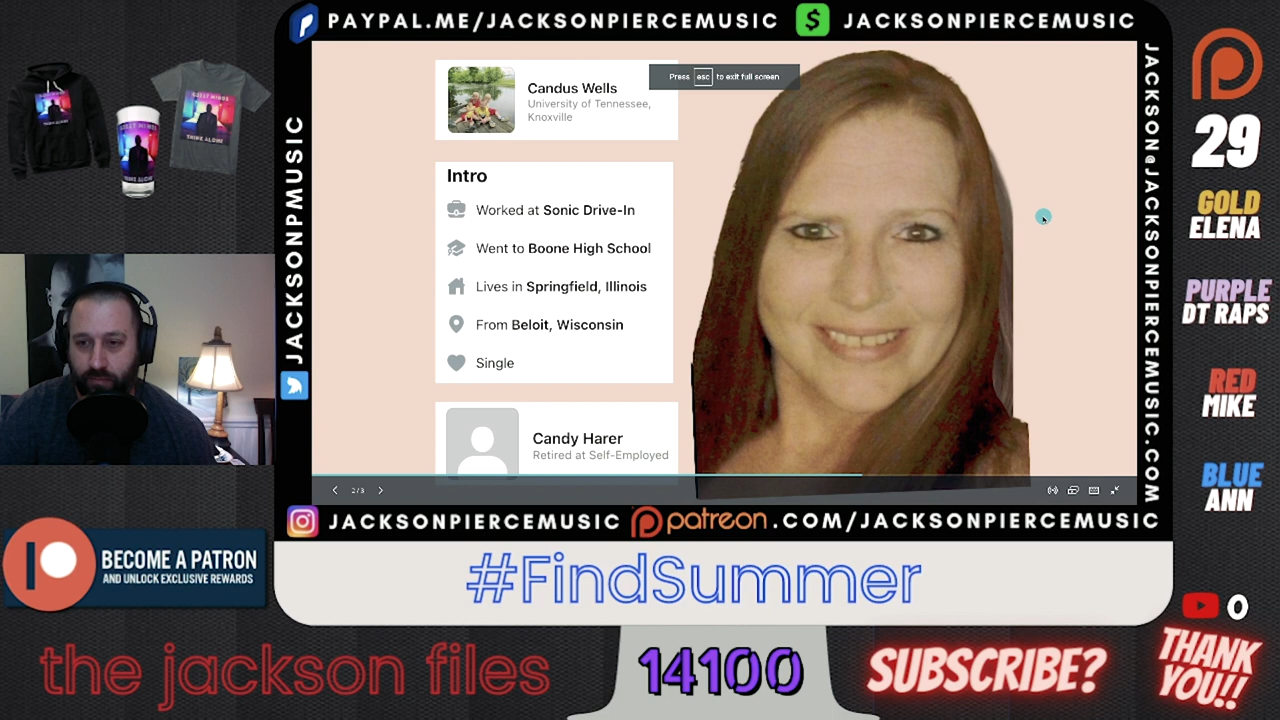 PAYPAL.ME/JACKSONPIERCEMUSIC
JACKSONPIERCEMUSIC
JACKSONPMUSIC
JACKSON@JACKSONPIERCEMUSIC.COM
Press esc to exit full screen
Candus Wells
University of Tennessee,
Knoxville
Intro
Worked at Sonic Drive-In
Went to Boone High School
Lives in Springfield, Illinois
From Beloit, Wisconsin
Single
Candy Harer
Retired at Self-Employed
2/3
JACKSONPIERCEMUSIC
patreon.COM/JACKSONPIERCEMUSIC
29
GOLD
ELENA
PURPLE
DT RAPS
RED
MIKE
BLUE
ANN
0
THANK
YOU!!
BECOME A PATRON
AND UNLOCK EXCLUSIVE REWARDS
#FindSummer
the jackson files
14100
SUBSCRIBE?